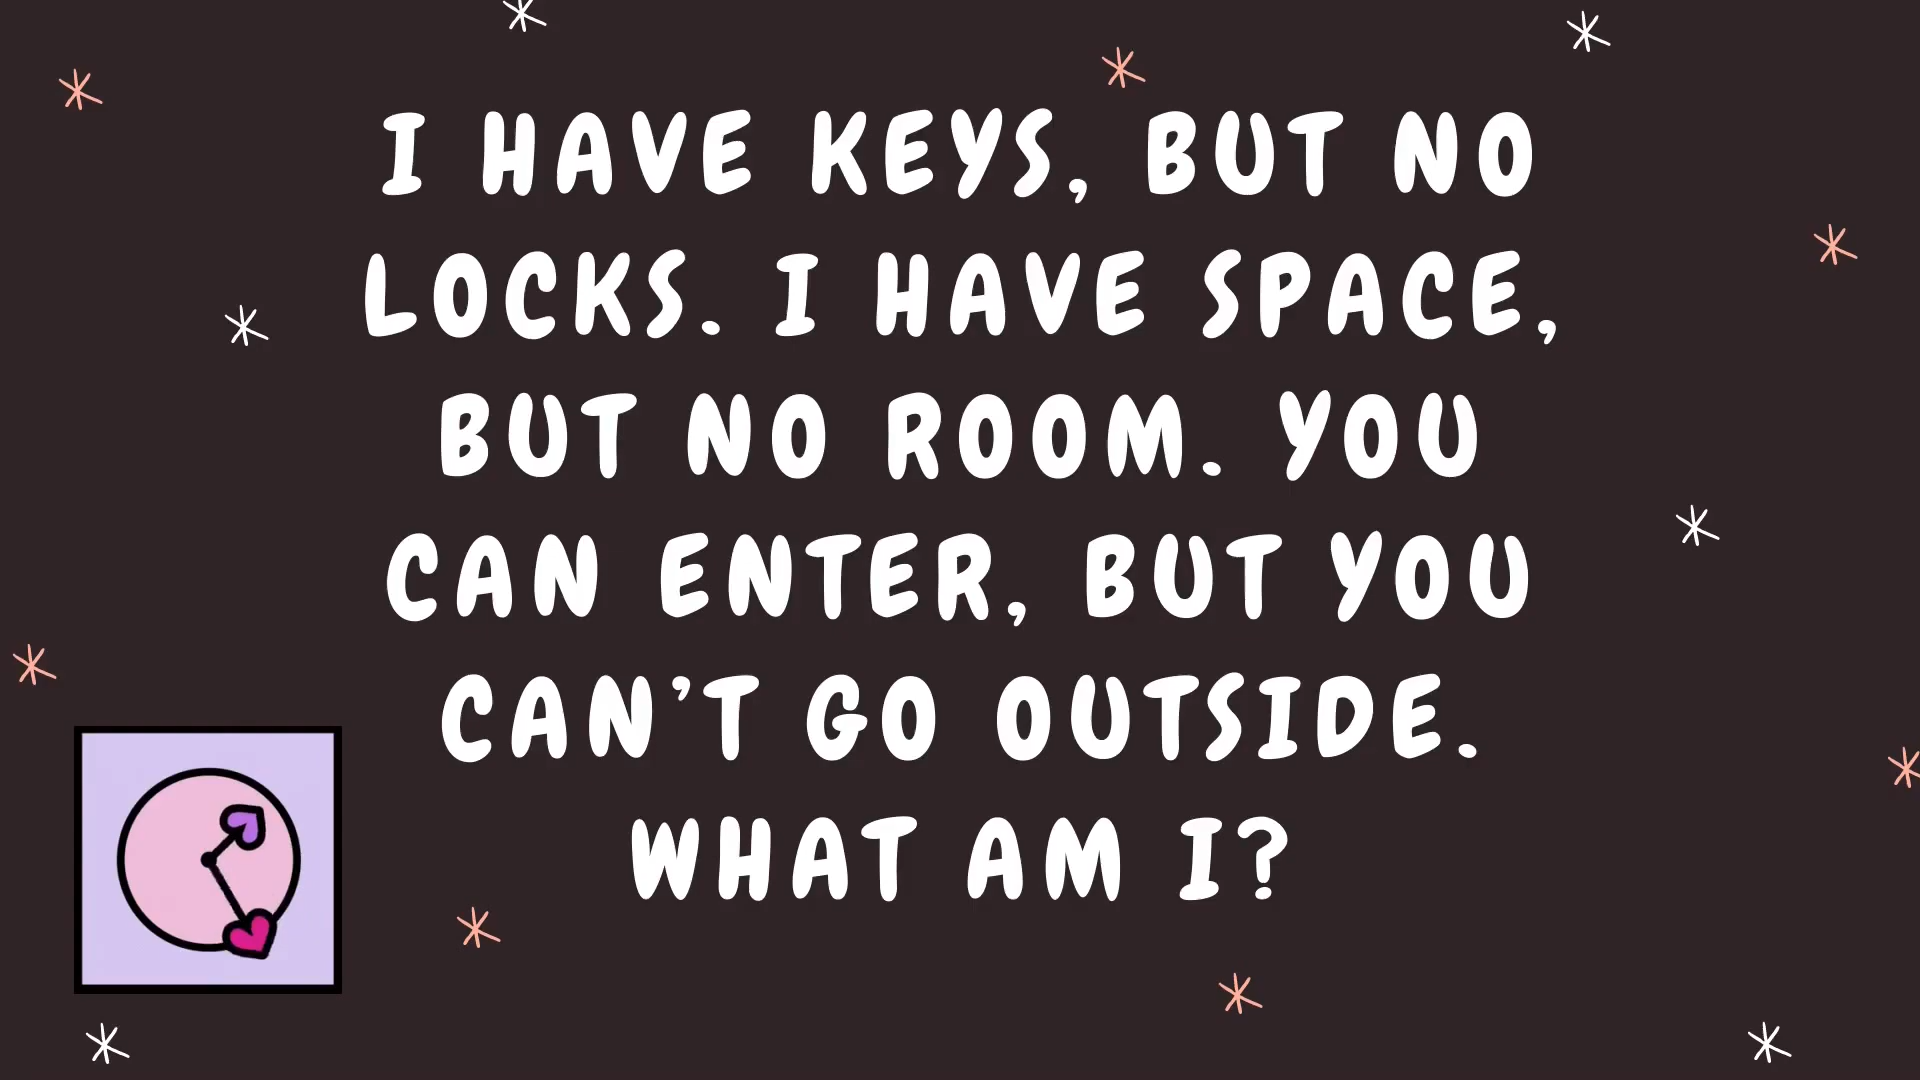 I HAVE KEYS, BUT NO
LOCKS. I HAVE SPACE,
BUT NO ROOM. YOU
CAN ENTER, BUT YOU
CAN’T GO OUTSIDE.
WHAT AM I?